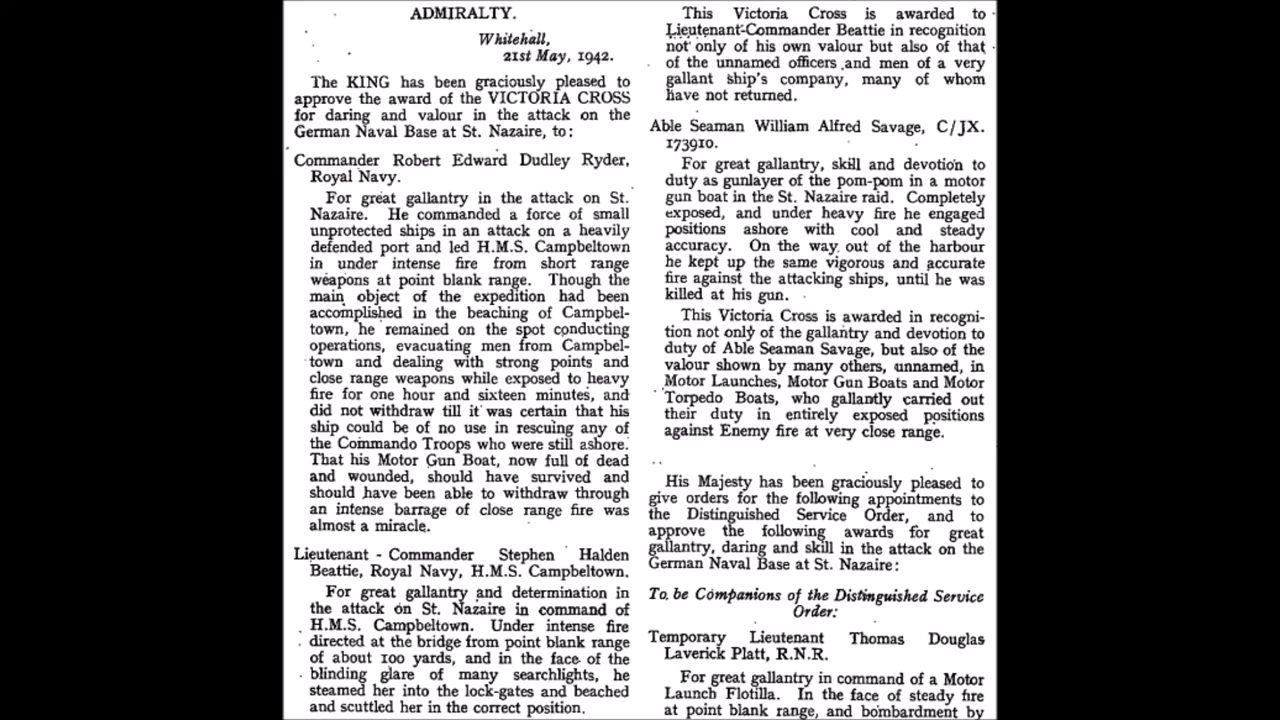 ADMIRALTY.
Whitehall,
21st May, 1942.
The KING has been graciously pleased to
approve the award of the VICTORIA CROSS
for daring and valour in the attack on the
German Naval Base at St. Nazaire, to:
Commander Robert Edward Dudley Ryder,
Royal Navy.
For great gallantry in the attack on St.
Nazaire. He commanded a force of small
unprotected ships in an attack on a heavily
defended port and led H.M.S. Campbeltown
in under intense fire from short range
weapons at point blank range. Though the
main object of the expedition had been
accomplished in the beaching of Campbel-
town, he remained on the spot conducting
operations, evacuating men from Campbel-
town and dealing with strong points and
close range weapons while exposed to heavy
fire for one hour and sixteen minutes, and
did not withdraw till it was certain that his
ship could be of no use in rescuing any of
the Commando Troops who were still ashore.
That his Motor Gun Boat, now full of dead
and wounded, should have survived and
should have been able to withdraw through
an intense barrage of close range fire was
almost a miracle.
Lieutenant - Commander Stephen Halden
Beattie, Royal Navy, H.M.S. Campbeltown.
For great gallantry and determination in
the attack on St. Nazaire in command of
H.M.S. Campbeltown. Under intense fire
directed at the bridge from point blank range
of about 100 yards, and in the face of the
blinding glare of many searchlights, he
steamed her into the lock-gates and beached
and scuttled her in the correct position.
This Victoria Cross is awarded to
Lieutenant-Commander Beattie in recognition
not only of his own valour but also of that
of the unnamed officers and men of a very
gallant ship's company, many of whom
have not returned.
Able Seaman William Alfred Savage, C/JX.
173910.
For great gallantry, skill and devotion to
duty as gunlayer of the pom-pom in a motor
gun boat in the St. Nazaire raid. Completely
exposed, and under heavy fire he engaged
positions ashore with cool and steady
accuracy. On the way out of the harbour
he kept up the same vigorous and accurate
fire against the attacking ships, until he was
killed at his gun.
This Victoria Cross is awarded in recogni-
tion not only of the gallantry and devotion to
duty of Able Seaman Savage, but also of the
valour shown by many others, unnamed, in
Motor Launches, Motor Gun Boats and Motor
Torpedo Boats, who gallantly carried out
their duty in entirely exposed positions
against Enemy fire at very close range.
His Majesty has been graciously pleased to
give orders for the following appointments to
the Distinguished Service Order, and to
approve the following awards for great
gallantry, daring and skill in the attack on the
German Naval Base at St. Nazaire:
To be Companions of the Distinguished Service
Order:
Temporary Lieutenant Thomas Douglas
Laverick Platt, R.N.R.
For great gallantry in command of a Motor
Launch Flotilla. In the face of steady fire
at point blank range, and bombardment by